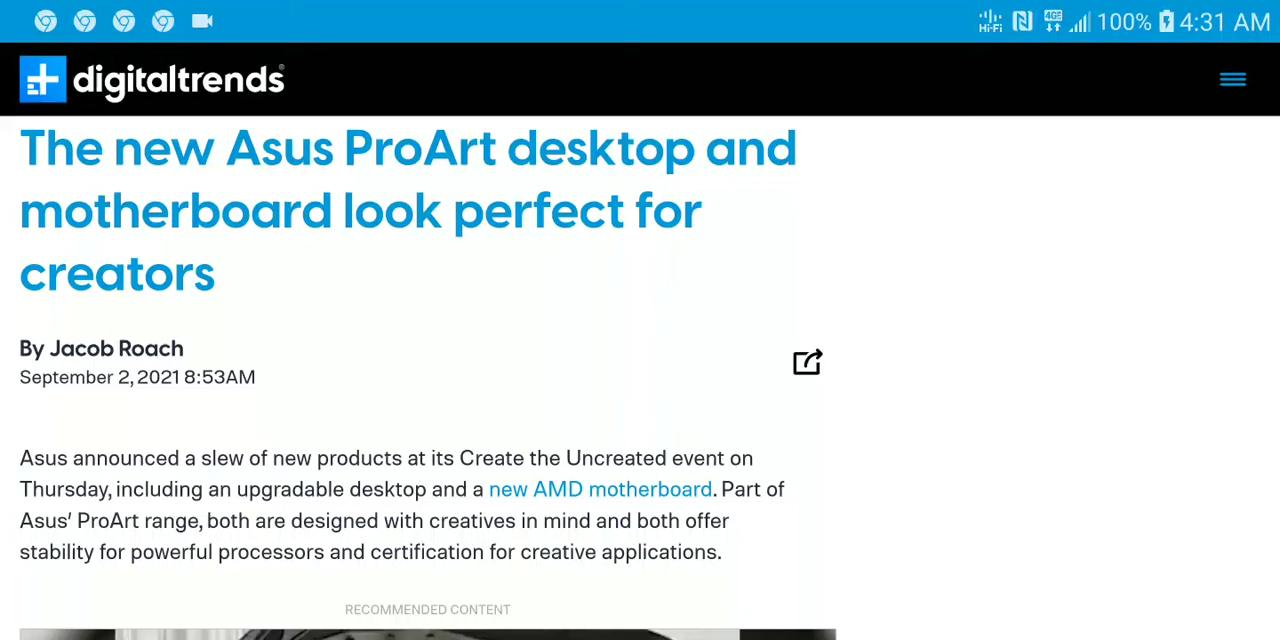 Hi-Fi 4GE 100% 4:31 AM
digitaltrends®
The new Asus ProArt desktop and
motherboard look perfect for
creators
By Jacob Roach
September 2, 2021 8:53AM
Asus announced a slew of new products at its Create the Uncreated event on
Thursday, including an upgradable desktop and a new AMD motherboard. Part of
Asus' ProArt range, both are designed with creatives in mind and both offer
stability for powerful processors and certification for creative applications.
RECOMMENDED CONTENT